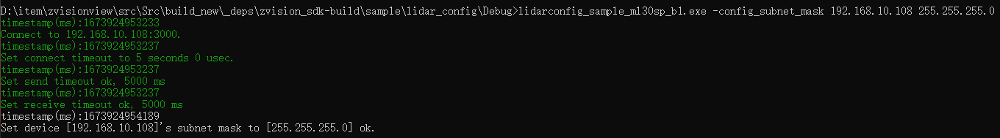 D:\item\zvisionview\src\Src\build_new\_deps\zvision_sdk-build\sample\lidar_config\Debug>lidarconfig_sample_ml30sp_b1.exe -config_subnet_mask 192.168.10.108 255.255.255.0
timestamp(ms):1673924953233
Connect to 192.168.10.108:3000.
timestamp(ms):1673924953237
Set connect timeout to 5 seconds 0 usec.
timestamp(ms):1673924953237
Set send timeout ok, 5000 ms
timestamp(ms):1673924953237
Set receive timeout ok, 5000 ms
timestamp(ms):1673924954189
Set device [192.168.10.108]'s subnet mask to [255.255.255.0] ok.